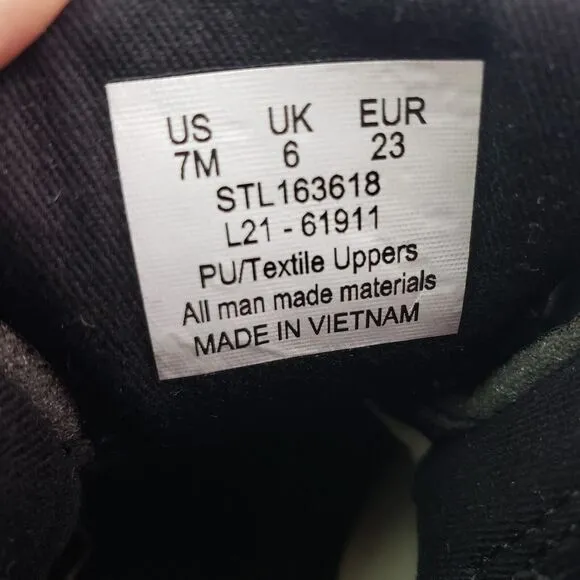 US UK EUR
7M 6 23
STL163618
L21 - 61911
PU/Textile Uppers
All man made materials
MADE IN VIETNAM